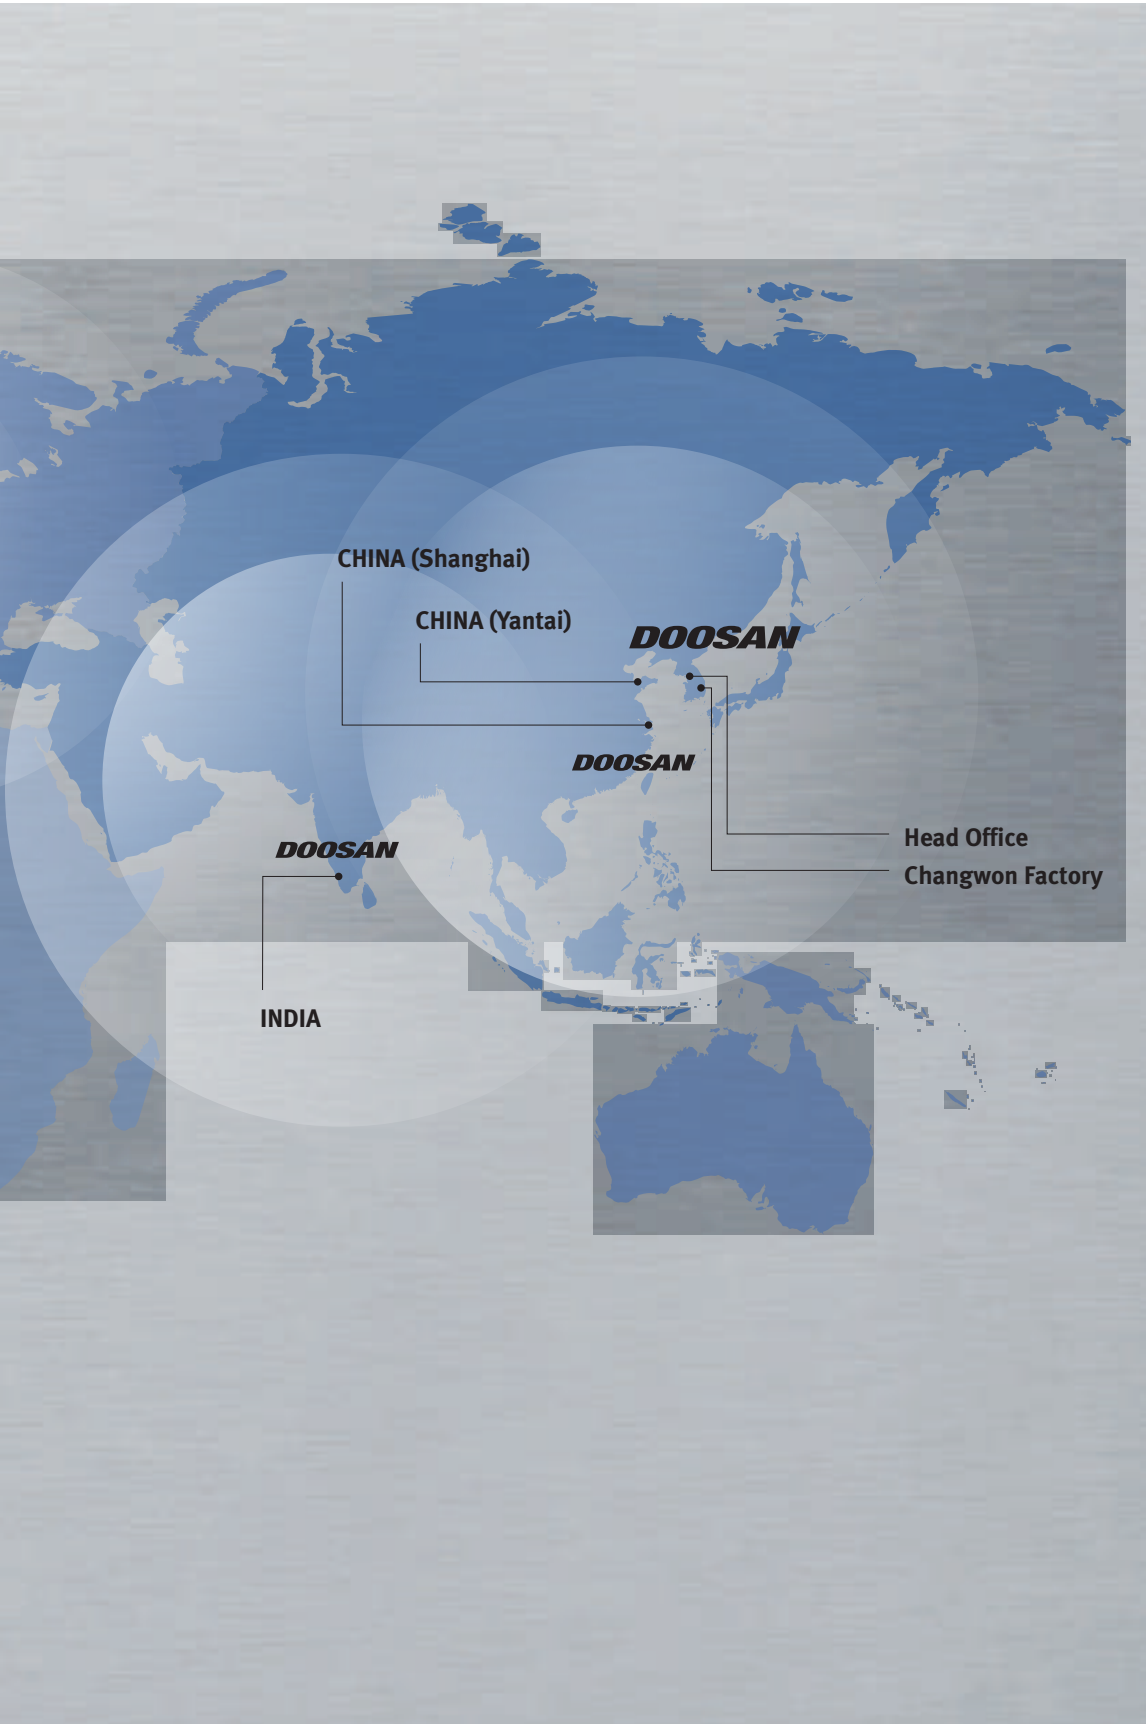 CHINA (Shanghai)
CHINA (Yantai)
DOOSAN
DOOSAN
Head Office
DOOSAN
Changwon Factory
INDIA